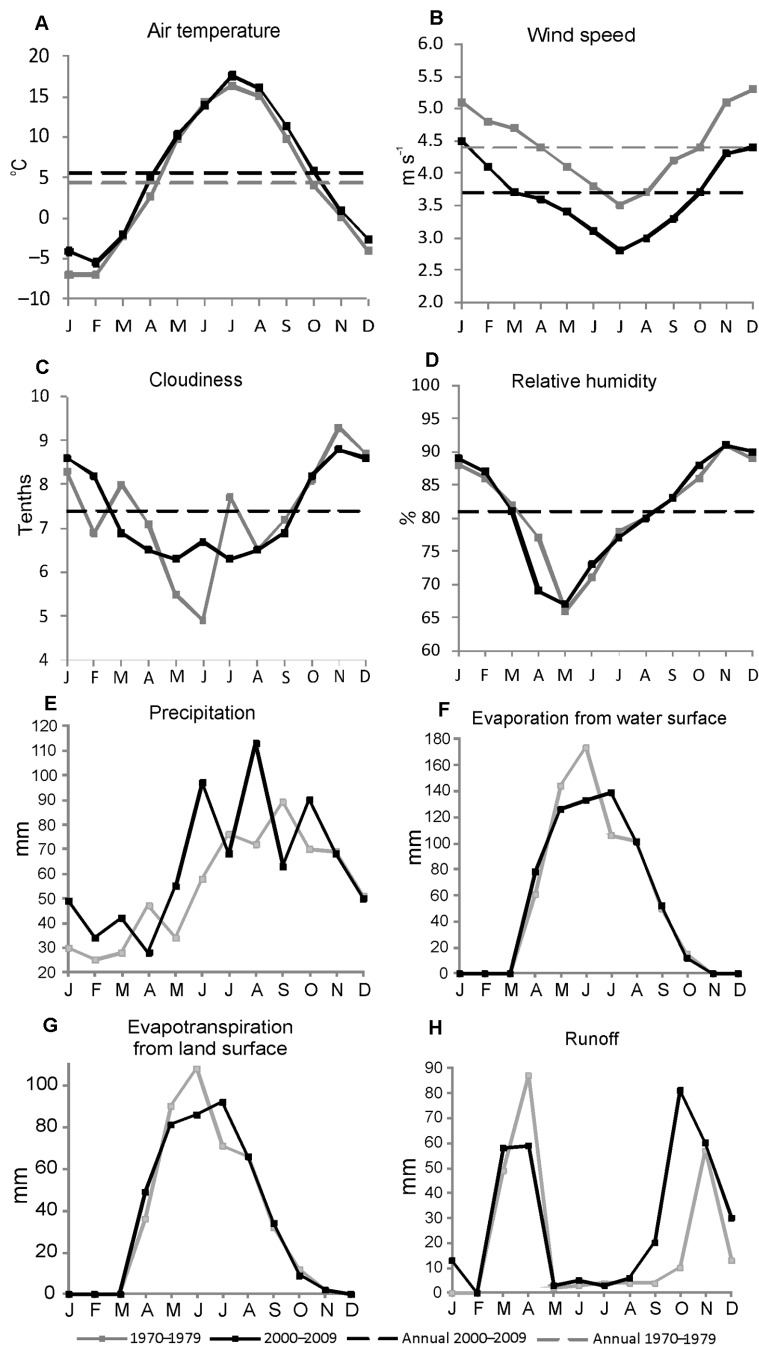 A
Air temperature
20
15
10
5
0
–5
–10
°C
J F M A M J J A S O N D
B
Wind speed
6.0
5.5
5.0
4.5
4.0
3.5
3.0
2.5
2.0
m s⁻¹
J F M A M J J A S O N D
C
Cloudiness
10
9
8
7
6
5
4
Tenths
J F M A M J J A S O N D
D
Relative humidity
100
95
90
85
80
75
70
65
60
%
J F M A M J J A S O N D
E
Precipitation
120
110
100
90
80
70
60
50
40
30
20
mm
J F M A M J J A S O N D
F
Evaporation from water surface
180
160
140
120
100
80
60
40
20
0
mm
J F M A M J J A S O N D
G
Evapotranspiration
from land surface
100
80
60
40
20
0
mm
J F M A M J J A S O N D
H
Runoff
90
80
70
60
50
40
30
20
10
0
mm
J F M A M J J A S O N D
1970–1979 2000–2009 Annual 2000–2009 Annual 1970–1979